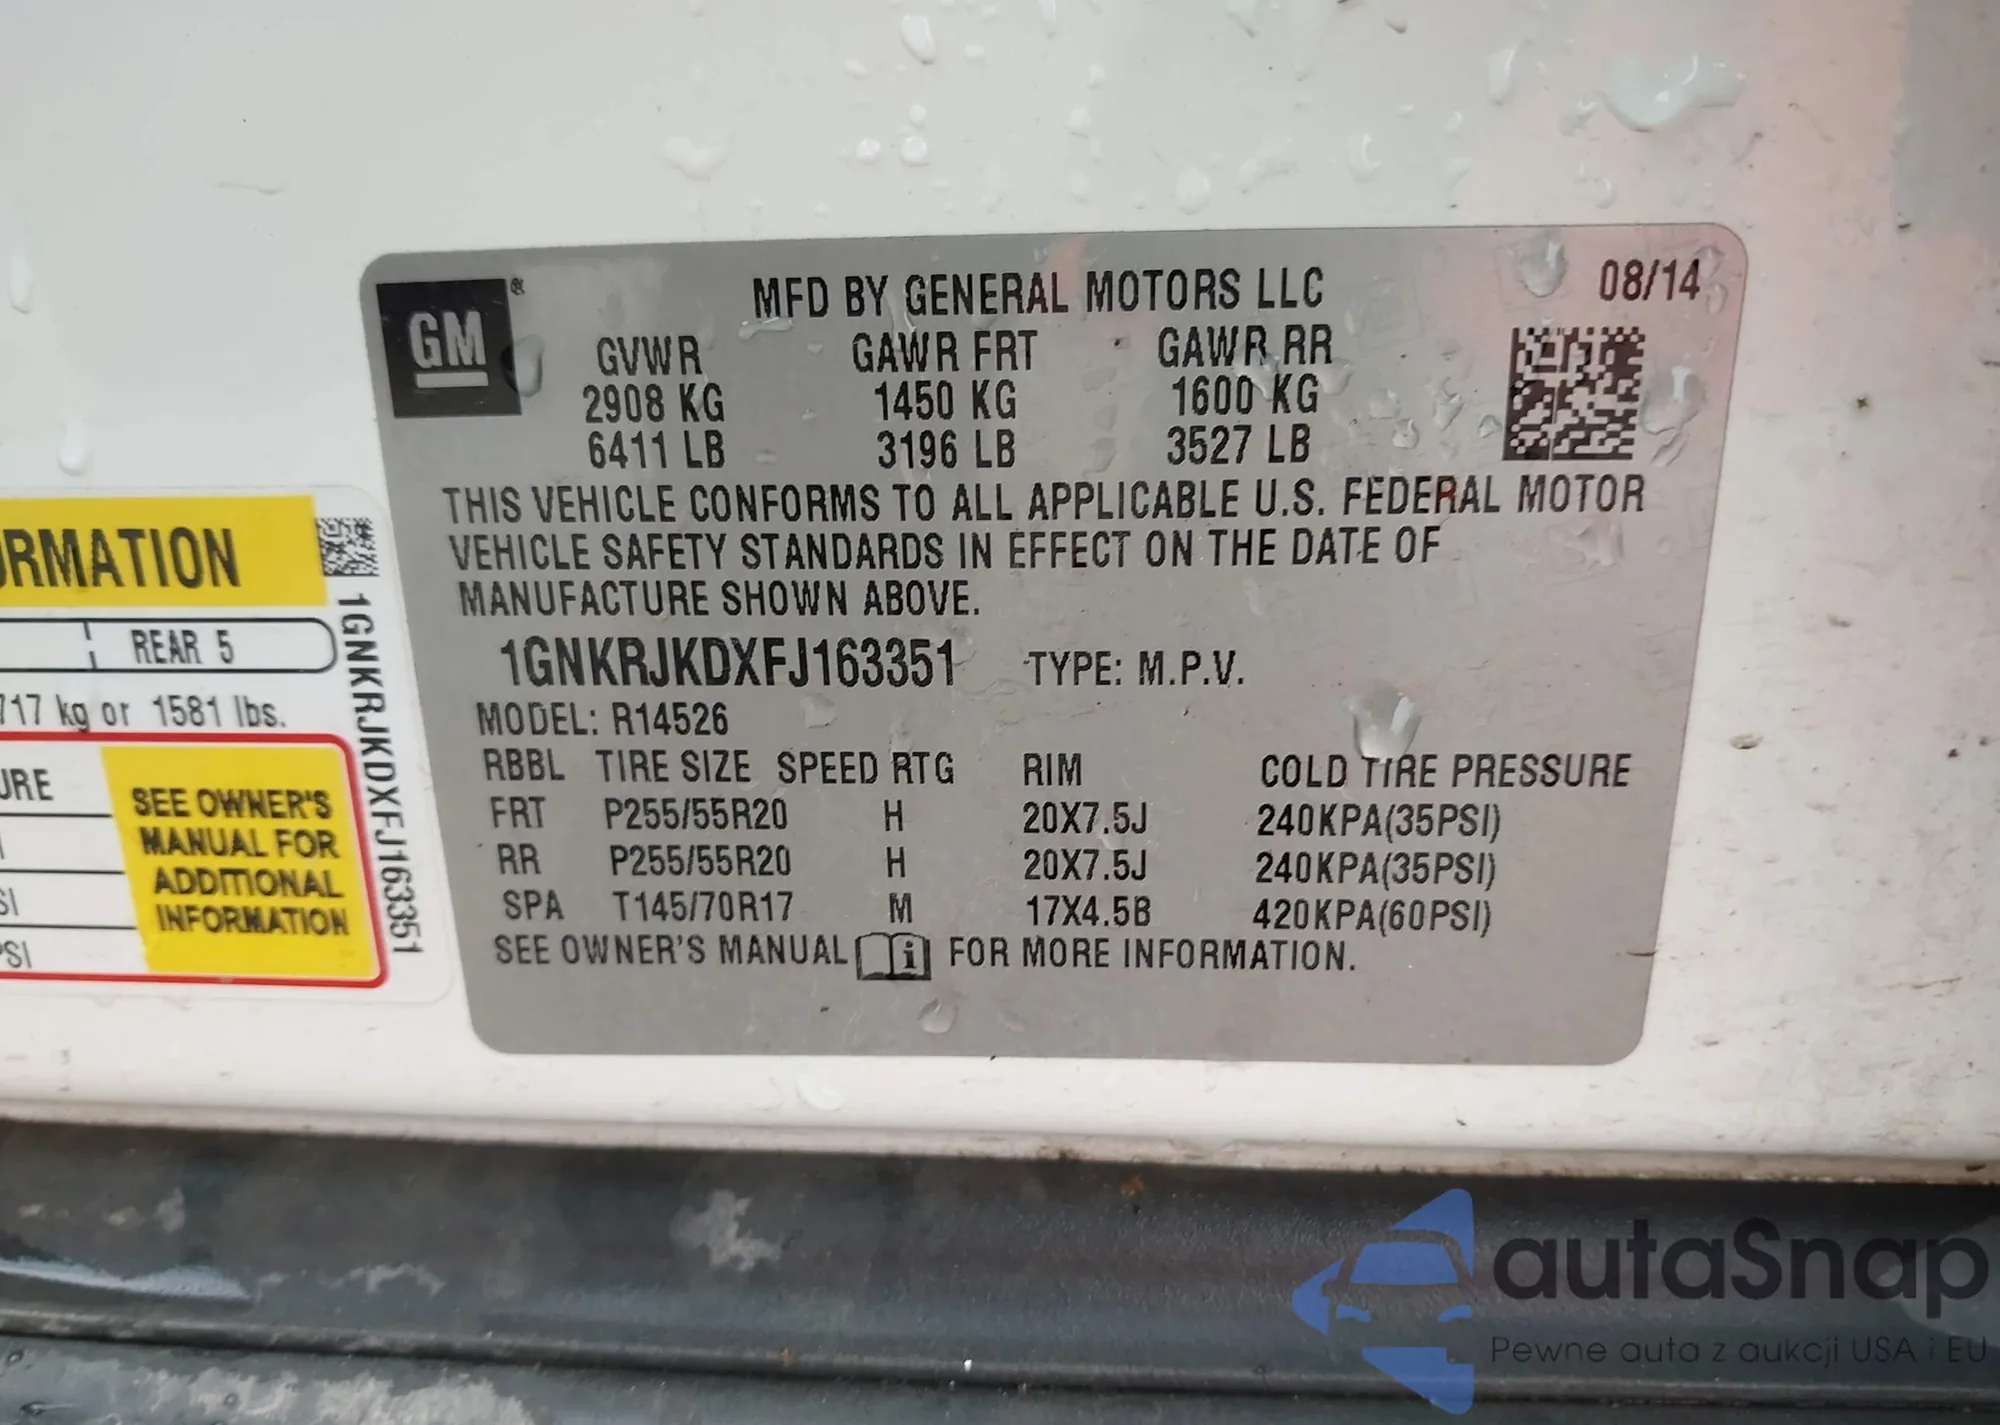 GM ®
MFD BY GENERAL MOTORS LLC
08/14
GVWR GAWR FRT GAWR RR
2908 KG 1450 KG 1600 KG
6411 LB 3196 LB 3527 LB
THIS VEHICLE CONFORMS TO ALL APPLICABLE U.S. FEDERAL MOTOR
VEHICLE SAFETY STANDARDS IN EFFECT ON THE DATE OF
MANUFACTURE SHOWN ABOVE.
1GNKRJKDXFJ163351 TYPE: M.P.V.
MODEL: R14526
RBBL TIRE SIZE SPEED RTG RIM COLD TIRE PRESSURE
FRT P255/55R20 H 20X7.5J 240KPA(35PSI)
RR P255/55R20 H 20X7.5J 240KPA(35PSI)
SPA T145/70R17 M 17X4.5B 420KPA(60PSI)
SEE OWNER'S MANUAL i FOR MORE INFORMATION.
RMATION
REAR 5
717 kg or 1581 lbs.
URE
SI
PSI
SEE OWNER'S
MANUAL FOR
ADDITIONAL
INFORMATION
1GNKRJKDXFJ163351
autaSnap
Pewne auta z aukcji USA i EU